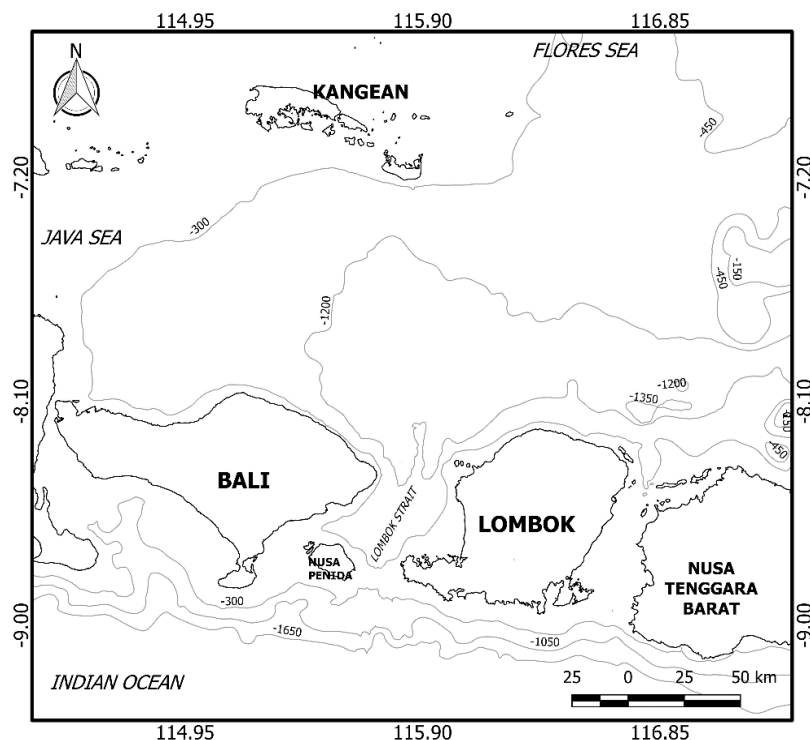 114.95 115.90 116.85
FLORES SEA
N
KANGEAN
-450
-7.20 -7.20
-300
JAVA SEA
-150
-450
-1200
-8.10 -8.10
-1200
-1350
-450
BALI
LOMBOK STRAIT
LOMBOK
NUSA
PENIDA
NUSA
TENGGARA
BARAT
-300
-1650
-1050
-9.00 -9.00
INDIAN OCEAN
25 0 25 50 km
114.95 115.90 116.85